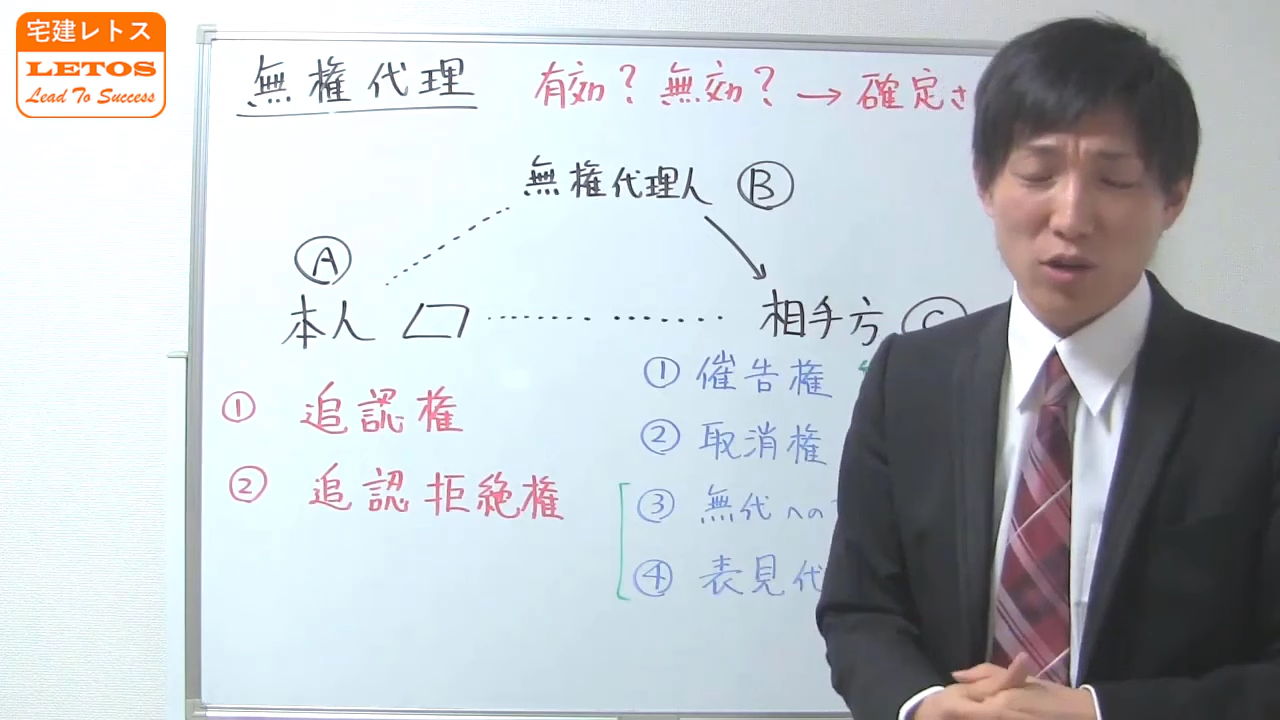 宅建レトス
LETOS
Lead To Success
無権代理 有効？ 無効？ → 確定さ
無権代理人 Ⓑ
Ⓐ
本人
相手方 Ⓒ
① 追認権
② 追認拒絶権
① 催告権
② 取消権
③ 無代への
④ 表見代